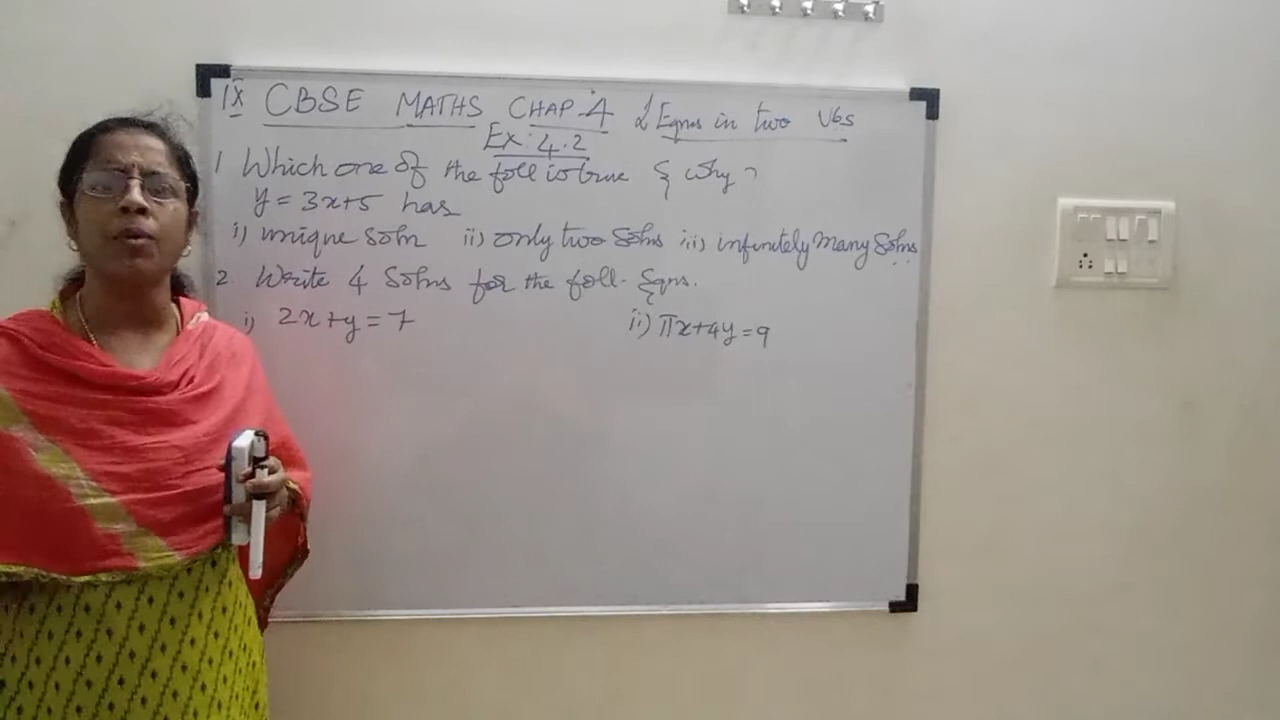 IX CBSE MATHS CHAP-4 L Eqns in two Vbs
Ex: 4.2
1 Which one of the foll is true & why?
y = 3x+5 has
i) unique soln ii) only two Solns iii) infinitely many Solns
2. Write 4 Solns for the foll. Eqns.
i) 2x+y=7 ii) πx+4y=9